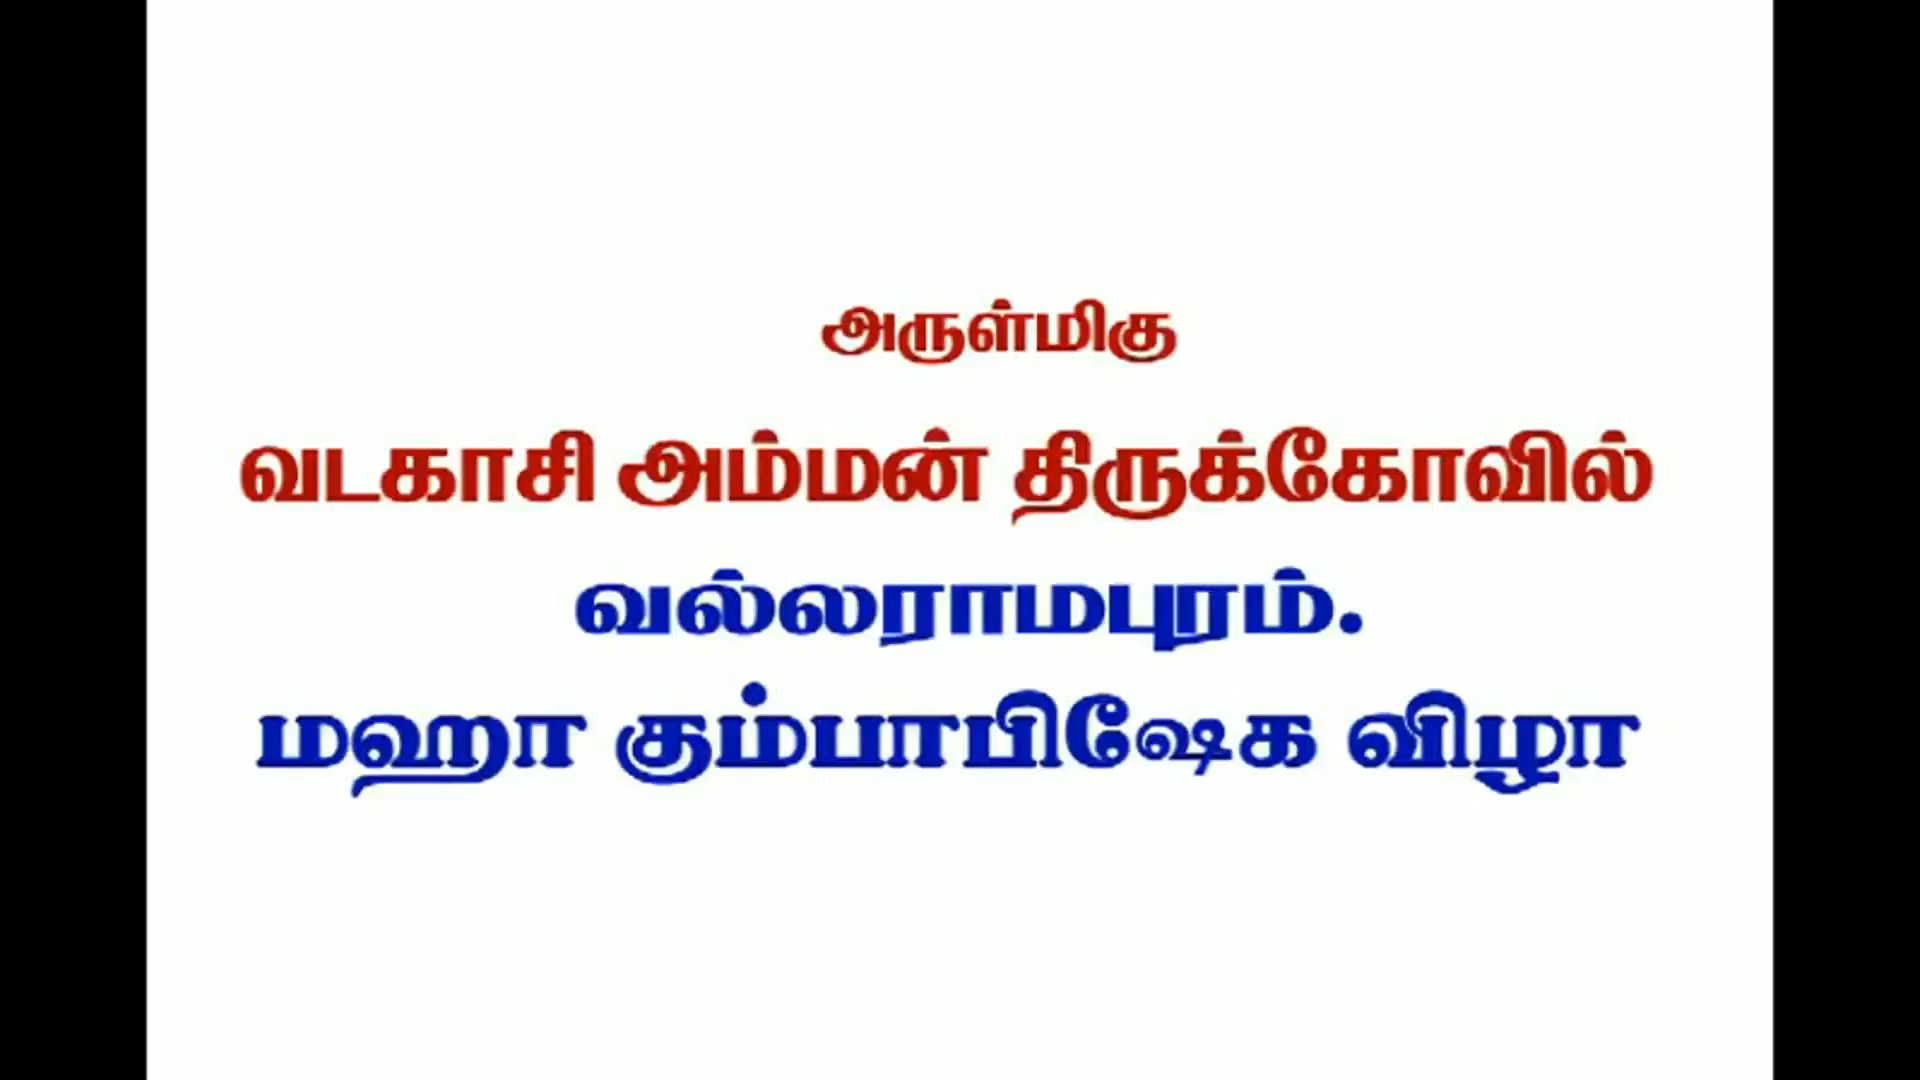 அருள்மிகு
வடகாசி அம்மன் திருக்கோவில்
வல்லராமபுரம்.
மஹா கும்பாபிஷேக விழா